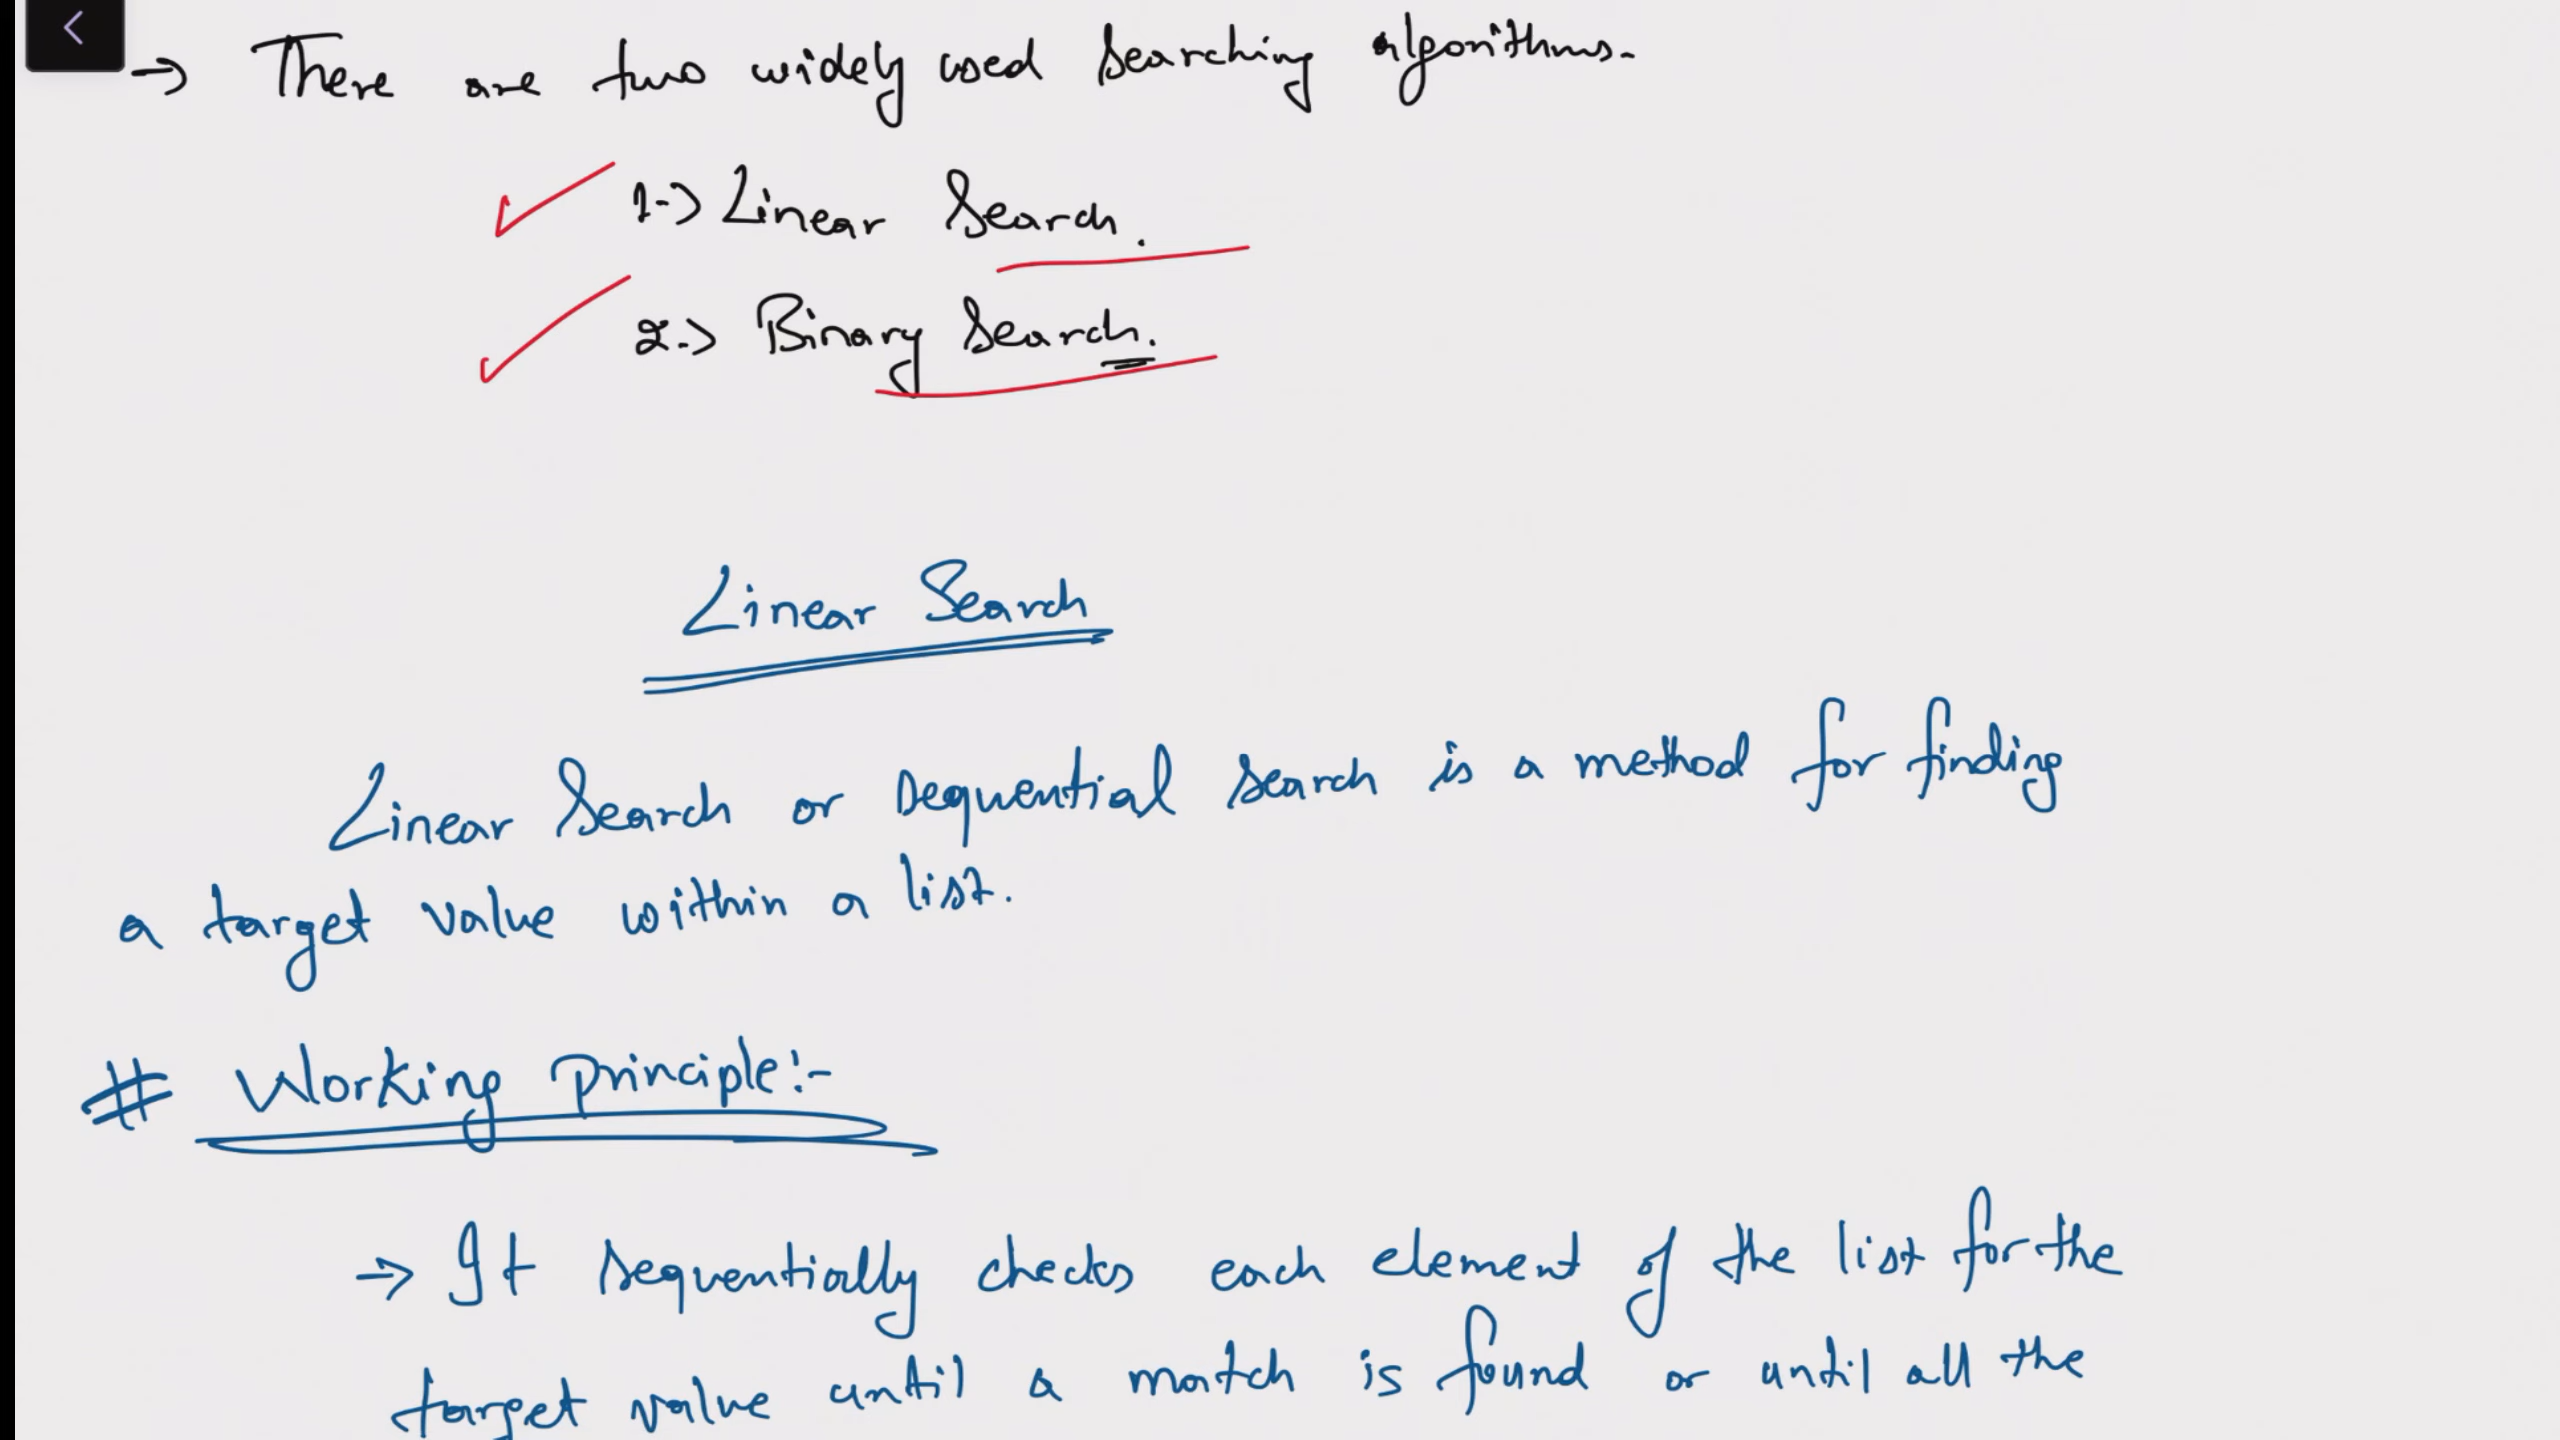 → There are two widely used searching algorithms.
1.→ Linear Search.
2.→ Binary Search.
Linear Search
Linear Search or sequential search is a method for finding
a target value within a list.
# Working principle:-
→ It sequentially checks each element of the list for the
target value until a match is found or until all the